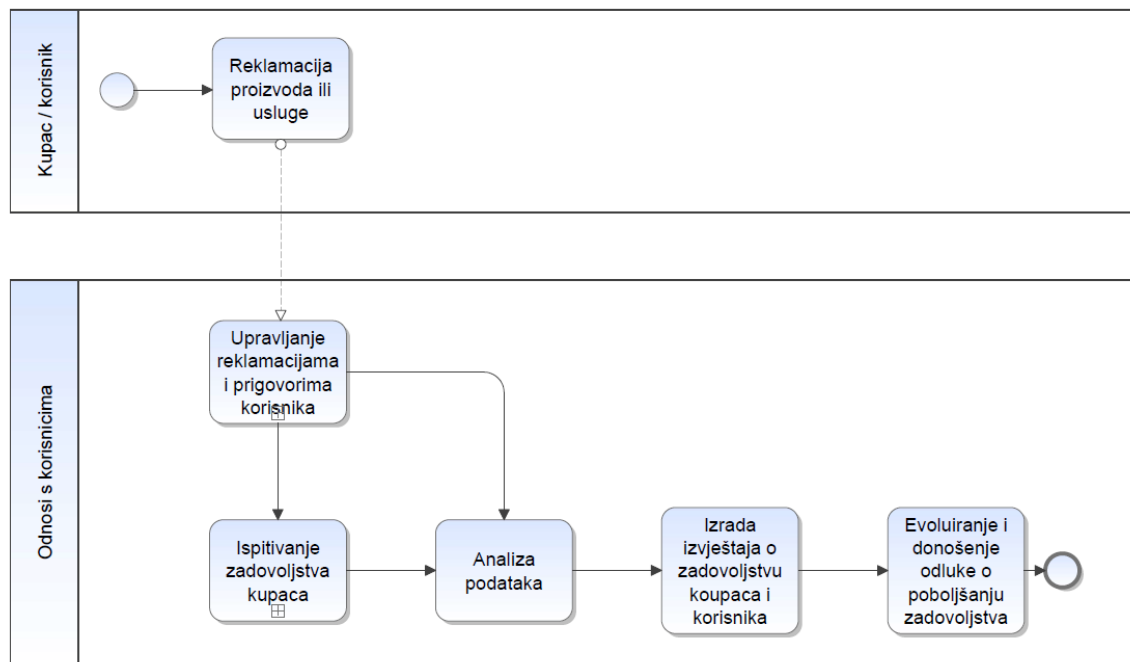 Kupac / korisnik
Reklamacija
proizvoda ili
usluge
Odnosi s korisnicima
Upravljanje
reklamacijama
i prigovorima
korisnika
Ispitivanje
zadovoljstva
kupaca
Analiza
podataka
Izrada
izvještaja o
zadovoljstvu
koupaca i
korisnika
Evoluiranje i
donošenje
odluke o
poboljšanju
zadovoljstva